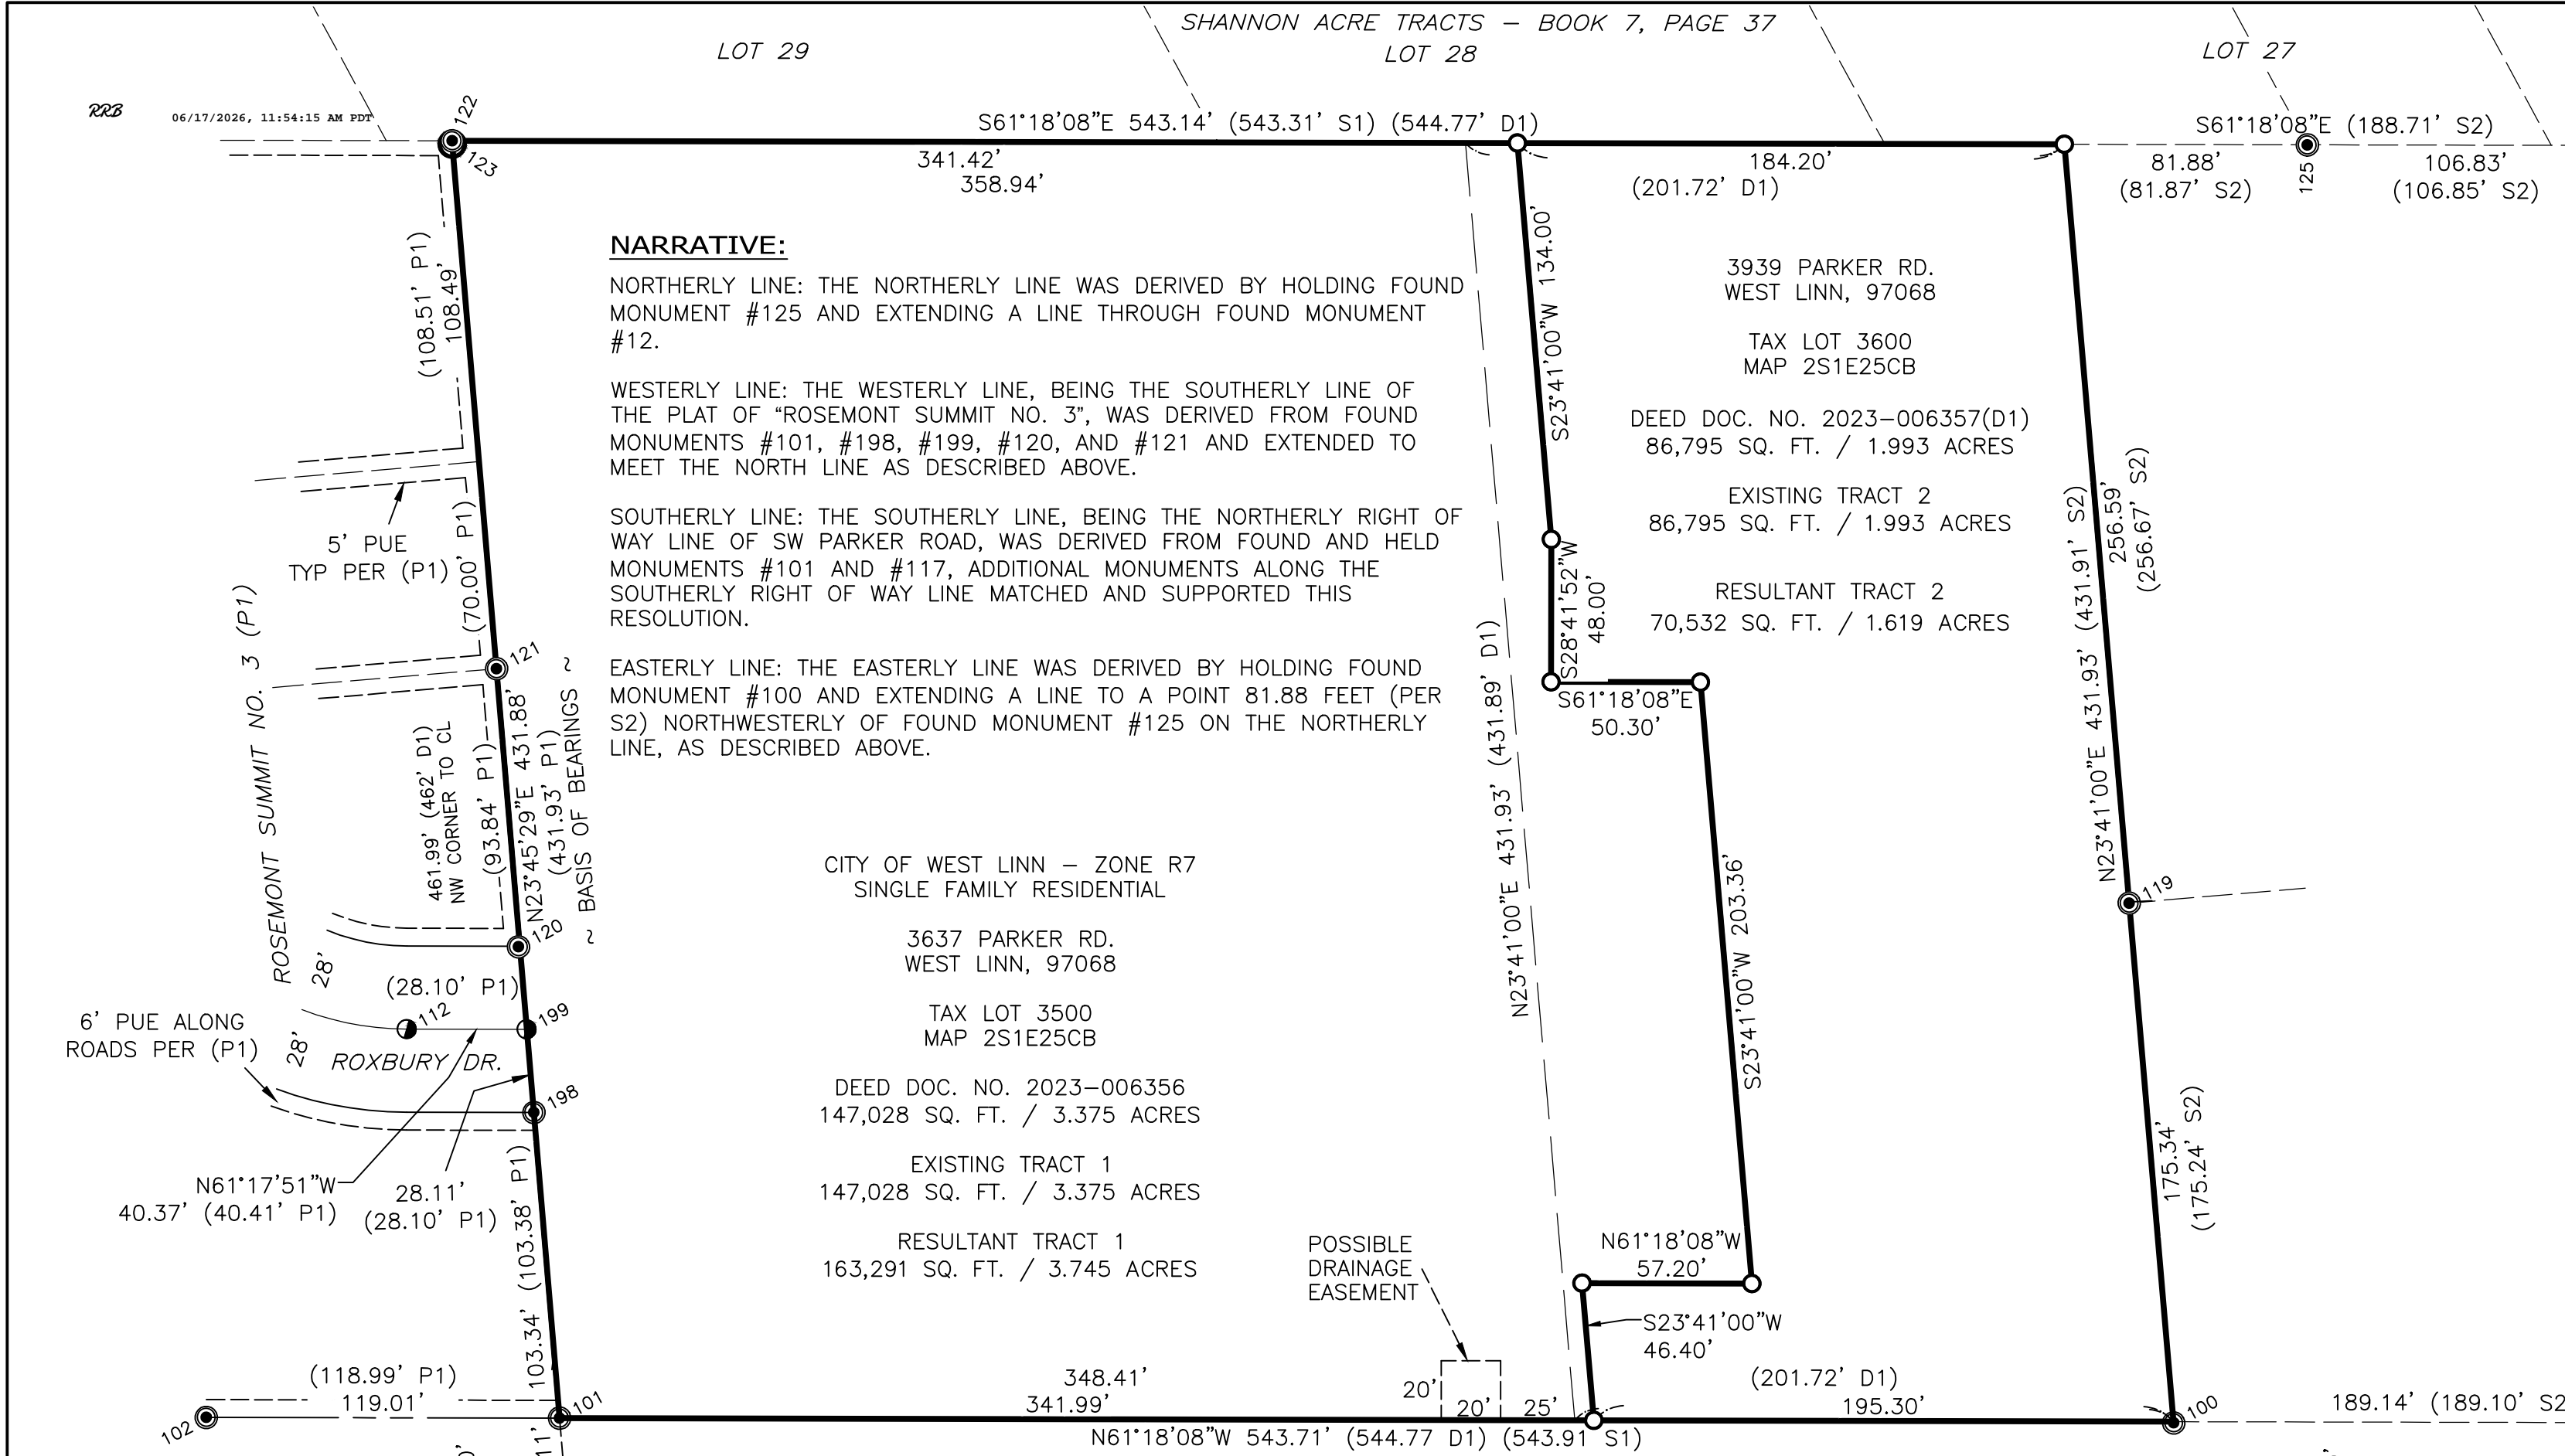 SHANNON ACRE TRACTS – BOOK 7, PAGE 37
LOT 29
LOT 28
LOT 27
RRB
06/17/2026, 11:54:15 AM PDT
122
123
S61°18'08"E 543.14' (543.31' S1) (544.77' D1)
341.42'
358.94'
184.20'
(201.72' D1)
S61°18'08"E (188.71' S2)
81.88'
(81.87' S2)
125
106.83'
(106.85' S2)
(108.51' P1)
108.49'
NARRATIVE:
NORTHERLY LINE: THE NORTHERLY LINE WAS DERIVED BY HOLDING FOUND
MONUMENT #125 AND EXTENDING A LINE THROUGH FOUND MONUMENT
#12.
WESTERLY LINE: THE WESTERLY LINE, BEING THE SOUTHERLY LINE OF
THE PLAT OF “ROSEMONT SUMMIT NO. 3”, WAS DERIVED FROM FOUND
MONUMENTS #101, #198, #199, #120, AND #121 AND EXTENDED TO
MEET THE NORTH LINE AS DESCRIBED ABOVE.
SOUTHERLY LINE: THE SOUTHERLY LINE, BEING THE NORTHERLY RIGHT OF
WAY LINE OF SW PARKER ROAD, WAS DERIVED FROM FOUND AND HELD
MONUMENTS #101 AND #117, ADDITIONAL MONUMENTS ALONG THE
SOUTHERLY RIGHT OF WAY LINE MATCHED AND SUPPORTED THIS
RESOLUTION.
EASTERLY LINE: THE EASTERLY LINE WAS DERIVED BY HOLDING FOUND
MONUMENT #100 AND EXTENDING A LINE TO A POINT 81.88 FEET (PER
S2) NORTHWESTERLY OF FOUND MONUMENT #125 ON THE NORTHERLY
LINE, AS DESCRIBED ABOVE.
S23°41'00"W 134.00'
3939 PARKER RD.
WEST LINN, 97068
TAX LOT 3600
MAP 2S1E25CB
DEED DOC. NO. 2023–006357(D1)
86,795 SQ. FT. / 1.993 ACRES
EXISTING TRACT 2
86,795 SQ. FT. / 1.993 ACRES
RESULTANT TRACT 2
70,532 SQ. FT. / 1.619 ACRES
S28°41'52"W
48.00'
S61°18'08"E
50.30'
N23°41'00"E 431.93' (431.91' S2)
256.59'
(256.67' S2)
5' PUE
TYP PER (P1)
(70.00' P1)
121
ROSEMONT SUMMIT NO. 3 (P1)
461.99' (462' D1)
NW CORNER TO CL
(93.84' P1)
N23°45'29"E 431.88'
(431.93' P1)
~ BASIS OF BEARINGS ~
N23°41'00"E 431.93' (431.89' D1)
CITY OF WEST LINN – ZONE R7
SINGLE FAMILY RESIDENTIAL
3637 PARKER RD.
WEST LINN, 97068
TAX LOT 3500
MAP 2S1E25CB
DEED DOC. NO. 2023–006356
147,028 SQ. FT. / 3.375 ACRES
EXISTING TRACT 1
147,028 SQ. FT. / 3.375 ACRES
RESULTANT TRACT 1
163,291 SQ. FT. / 3.745 ACRES
S23°41'00"W 203.36'
119
120
28'
(28.10' P1)
112
199
6' PUE ALONG
ROADS PER (P1)
28'
ROXBURY DR.
198
N61°17'51"W
40.37' (40.41' P1)
28.11'
(28.10' P1)
103.34' (103.38' P1)
175.34'
(175.24' S2)
POSSIBLE
DRAINAGE
EASEMENT
N61°18'08"W
57.20'
S23°41'00"W
46.40'
(118.99' P1)
119.01'
102
101
348.41'
341.99'
20'
20'
25'
(201.72' D1)
195.30'
100
189.14' (189.10' S2
N61°18'08"W 543.71' (544.77 D1) (543.91 S1)
0'
11'